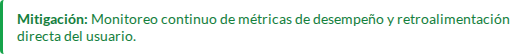 Mitigación: Monitoreo continuo de métricas de desempeño y retroalimentación
directa del usuario.